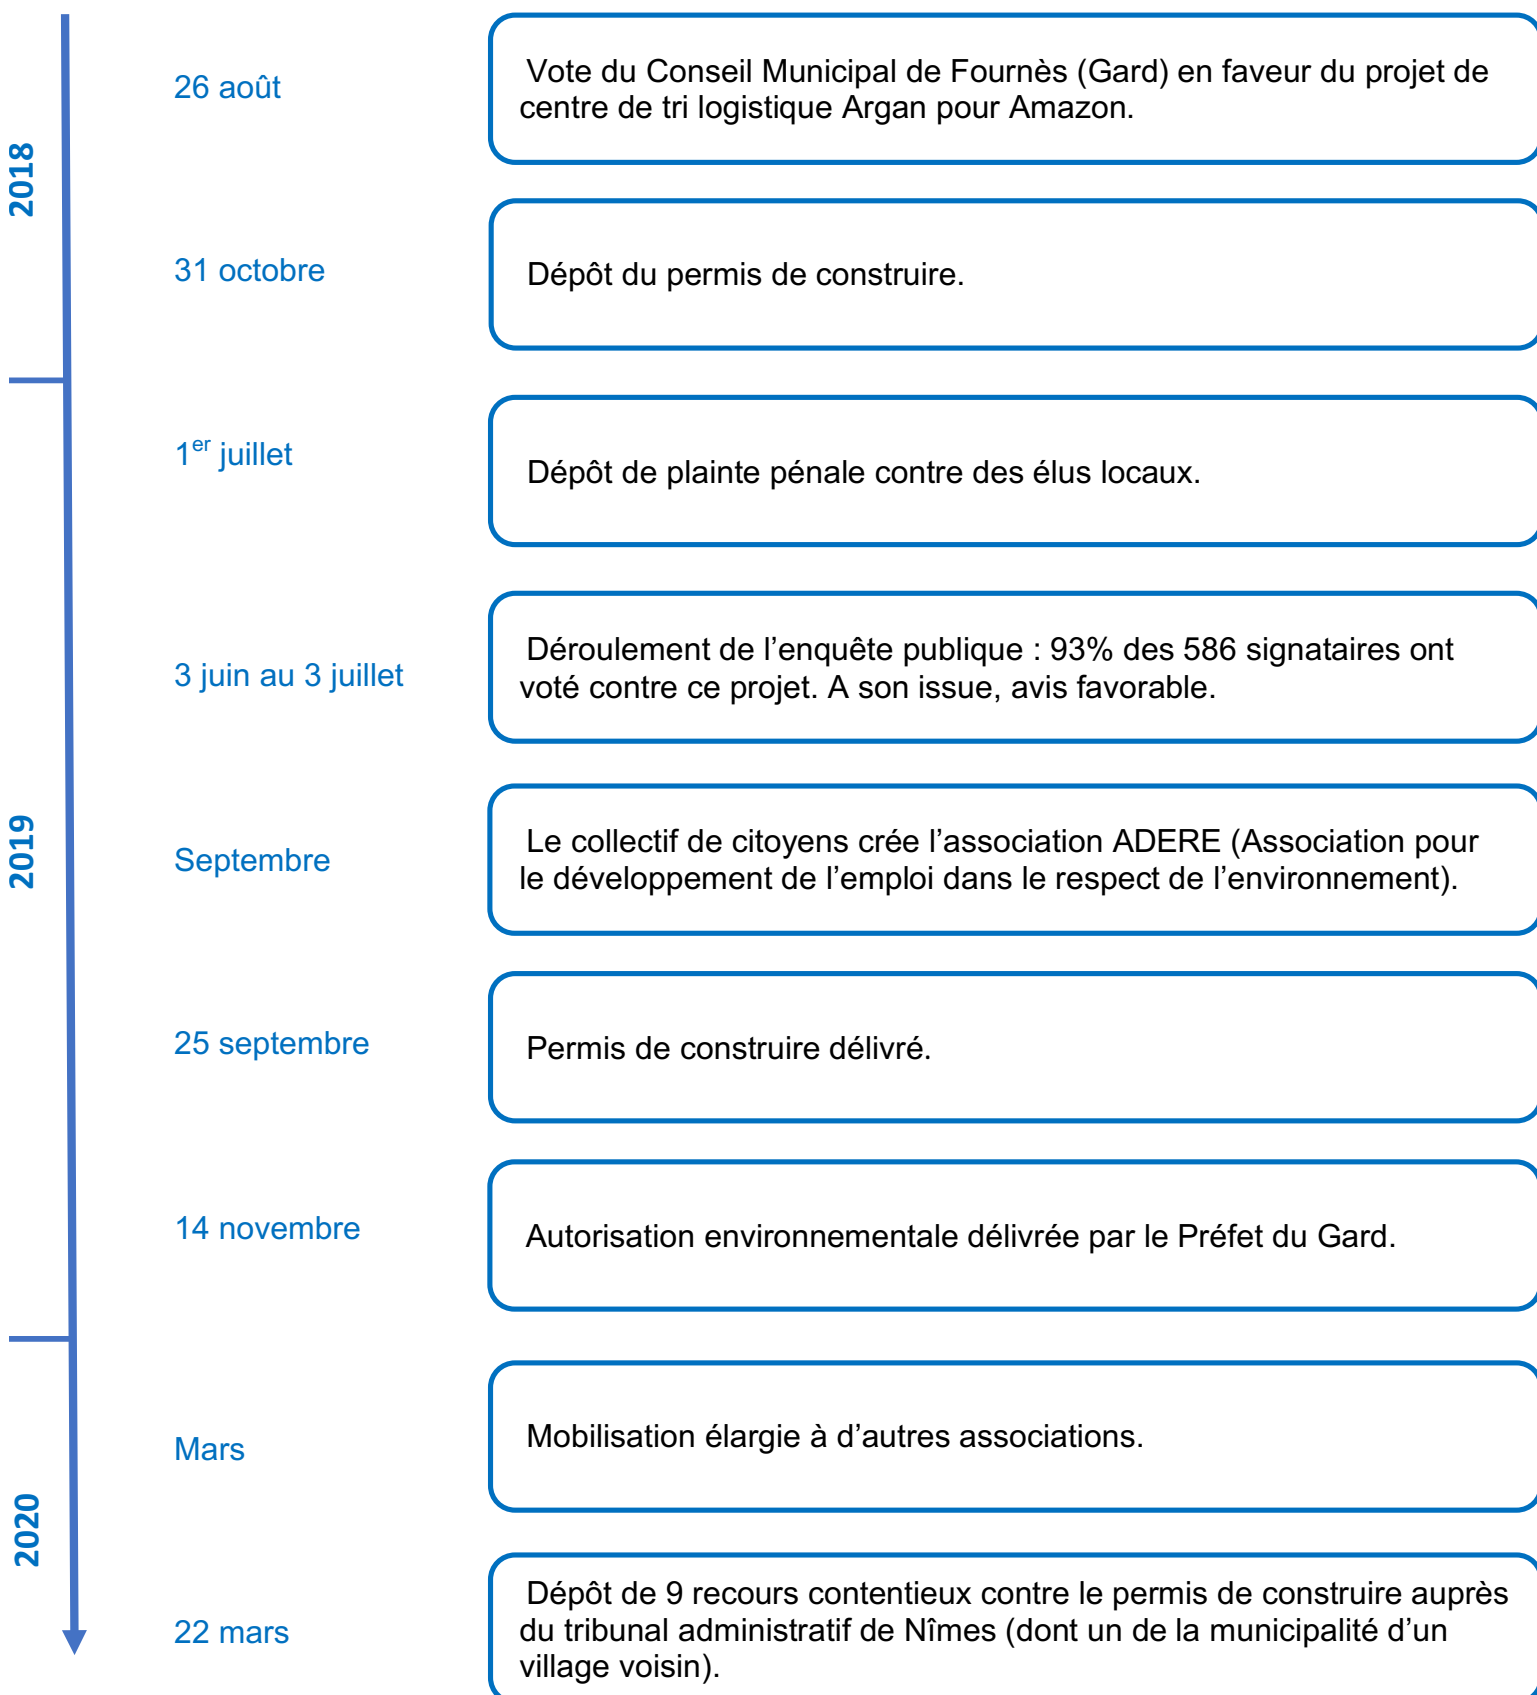 2018
26 août
Vote du Conseil Municipal de Fournès (Gard) en faveur du projet de
centre de tri logistique Argan pour Amazon.
31 octobre
Dépôt du permis de construire.
2019
1er juillet
Dépôt de plainte pénale contre des élus locaux.
3 juin au 3 juillet
Déroulement de l’enquête publique : 93% des 586 signataires ont
voté contre ce projet. A son issue, avis favorable.
Septembre
Le collectif de citoyens crée l’association ADERE (Association pour
le développement de l’emploi dans le respect de l’environnement).
25 septembre
Permis de construire délivré.
14 novembre
Autorisation environnementale délivrée par le Préfet du Gard.
2020
Mars
Mobilisation élargie à d’autres associations.
22 mars
Dépôt de 9 recours contentieux contre le permis de construire auprès
du tribunal administratif de Nîmes (dont un de la municipalité d’un
village voisin).